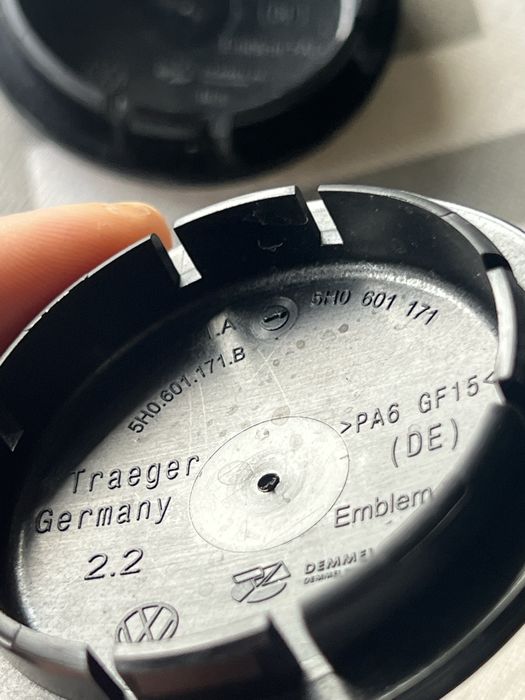 5H0 601 171
5H0.601.171.B
>PA6 GF15<
(DE)
Traeger
Germany
2.2
Emblem